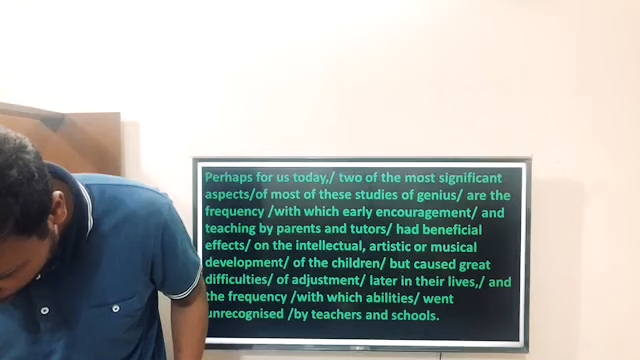 Perhaps for us today,/ two of the most significant
aspects/of most of these studies of genius/ are the
frequency /with which early encouragement/ and
teaching by parents and tutors/ had beneficial
effects/ on the intellectual, artistic or musical
development/ of the children/ but caused great
difficulties/ of adjustment/ later in their lives,/ and
the frequency /with which abilities/ went
unrecognised /by teachers and schools.